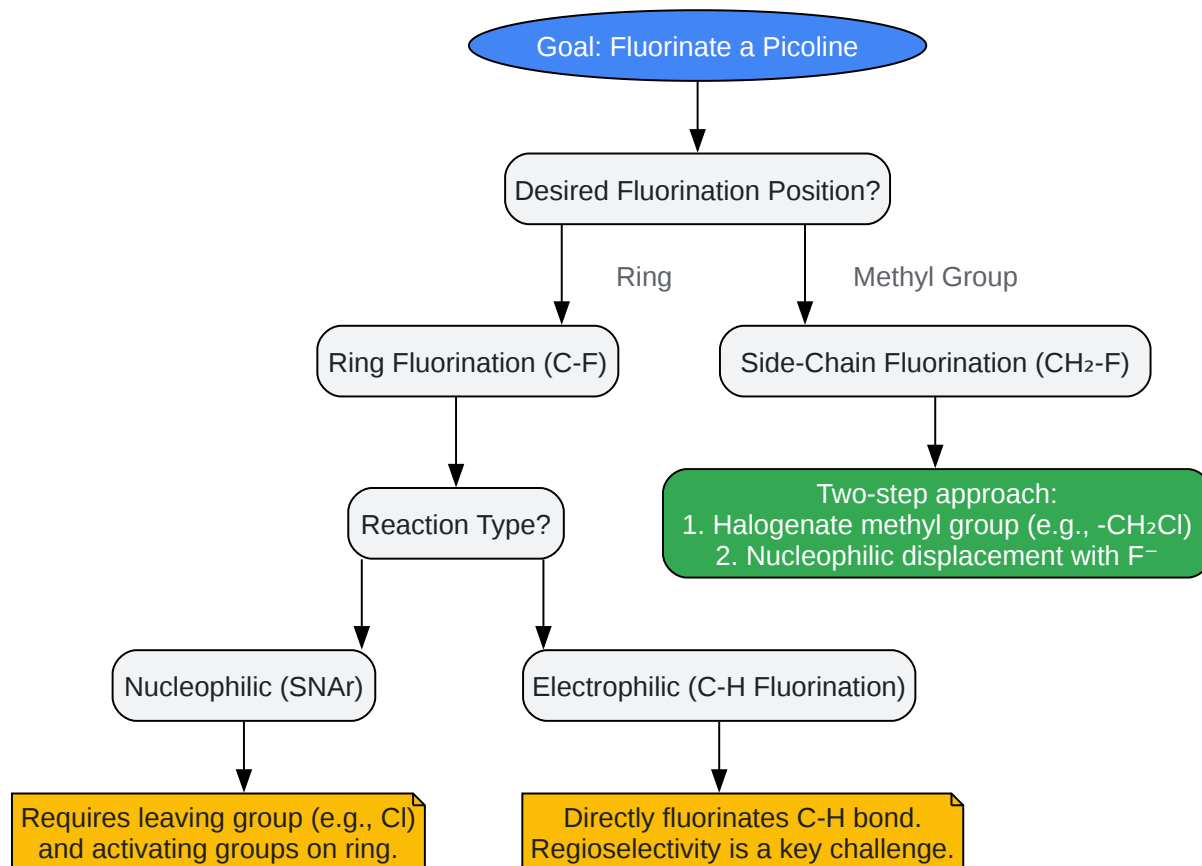 Goal: Fluorinate a Picoline
Desired Fluorination Position?
Ring
Methyl Group
Ring Fluorination (C-F)
Side-Chain Fluorination (CH₂-F)
Reaction Type?
Two-step approach:
1. Halogenate methyl group (e.g., -CH₂Cl)
2. Nucleophilic displacement with F⁻
Nucleophilic (SNAr)
Electrophilic (C-H Fluorination)
Requires leaving group (e.g., Cl)
and activating groups on ring.
Directly fluorinates C-H bond.
Regioselectivity is a key challenge.